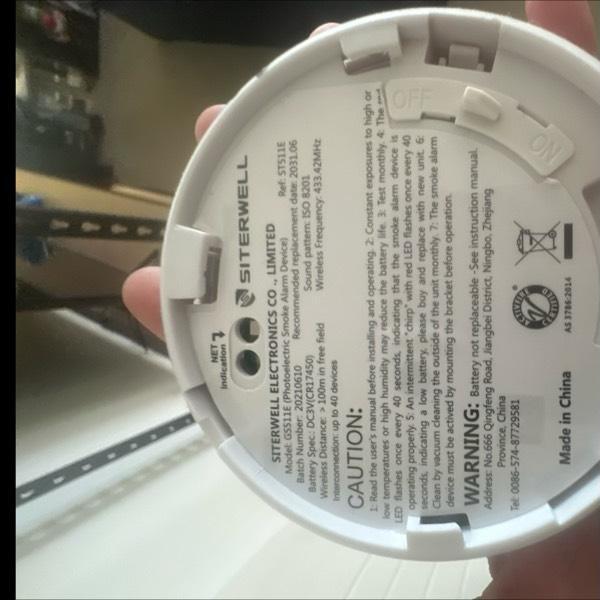 OFF
ON
SITERWELL
NET
indication
SITERWELL ELECTRONICS CO., LIMITED
Model: GS511E (Photoelectric Smoke Alarm Device) Ref: ST511E
Batch Number: 20210610 Recommended replacement date: 2031.06
Battery Spec.: DC3V(CR17450) Sound pattern: ISO 8201
Wireless Distance: > 100m in free field Wireless Frequency: 433.42MHz
Interconnection: up to 40 devices
CAUTION:
1: Read the user's manual before installing and operating. 2: Constant exposures to high or
low temperatures or high humidity may reduce the battery life. 3: Test monthly. 4: The
LED flashes once every 40 seconds, indicating that the smoke alarm device is
operating properly. 5: An intermittent "chirp" with red LED flashes once every 40
seconds, indicating a low battery, please buy and replace with new unit. 6:
Clean by vacuum cleaning the outside of the unit monthly. 7: The smoke alarm
device must be actived by mounting the bracket before operation.
WARNING: Battery not replaceable -See instruction manual.
Address: No.666 Qingfeng Road, Jiangbei District, Ningbo, Zhejiang
Province, China
Tel: 0086-574-87729581
Made in China
ACTIVFIRE
CERTIFIED
AS 3786:2014